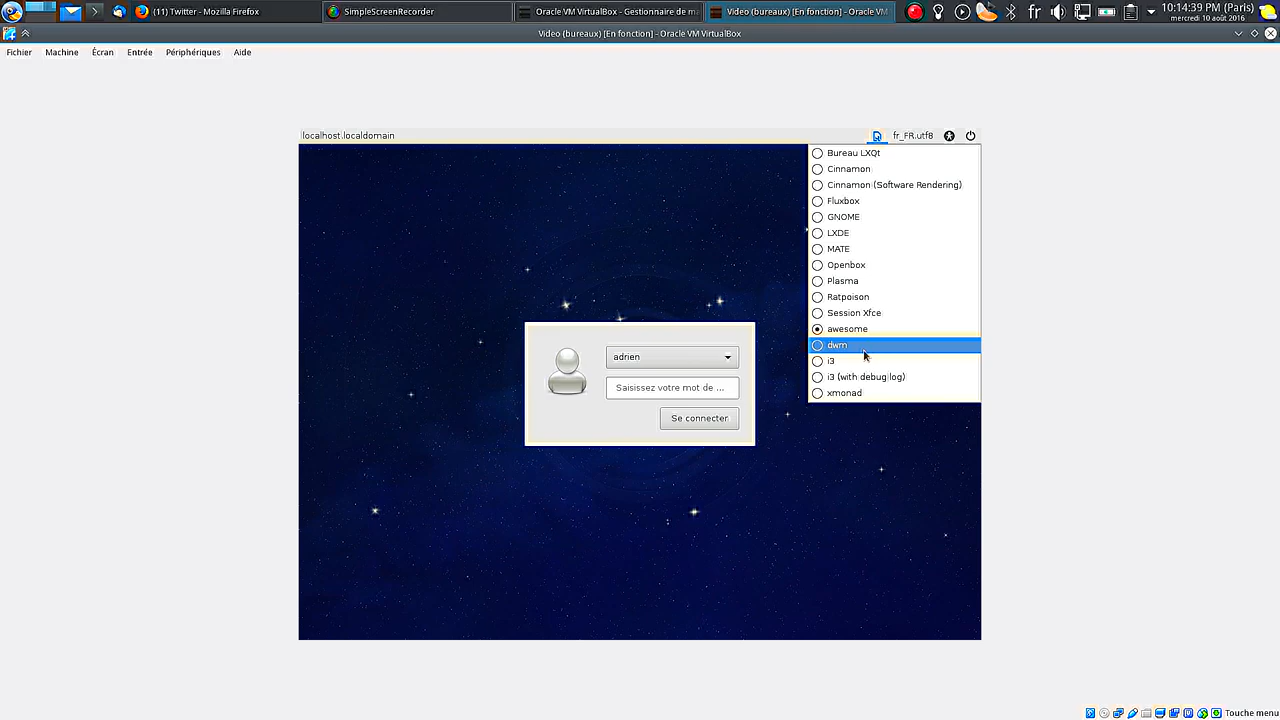 (11) Twitter - Mozilla Firefox
SimpleScreenRecorder
Oracle VM VirtualBox - Gestionnaire de m
Video (bureaux) [En fonction] - Oracle VM
fr
10:14:39 PM (Paris)
mercredi 10 août 2016
Video (bureaux) [En fonction] - Oracle VM VirtualBox
Fichier Machine Écran Entrée Périphériques Aide
localhost.localdomain
fr_FR.utf8
Bureau LXQt
Cinnamon
Cinnamon (Software Rendering)
Fluxbox
GNOME
LXDE
MATE
Openbox
Plasma
Ratpoison
Session Xfce
awesome
dwm
i3
i3 (with debug log)
xmonad
adrien
Saisissez votre mot de ...
Se connecter
Touche menu